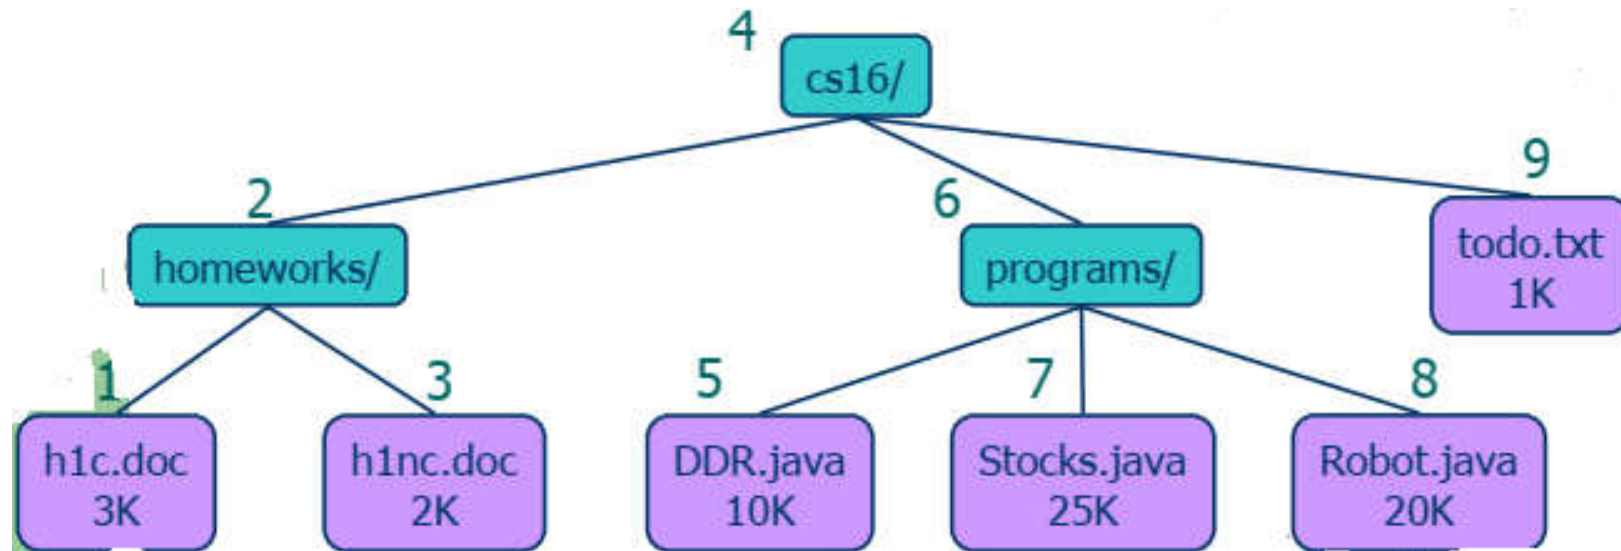 4
cs16/
9
2
6
homeworks/
programs/
todo.txt
1K
1
3
5
7
8
h1c.doc
3K
h1nc.doc
2K
DDR.java
10K
Stocks.java
25K
Robot.java
20K